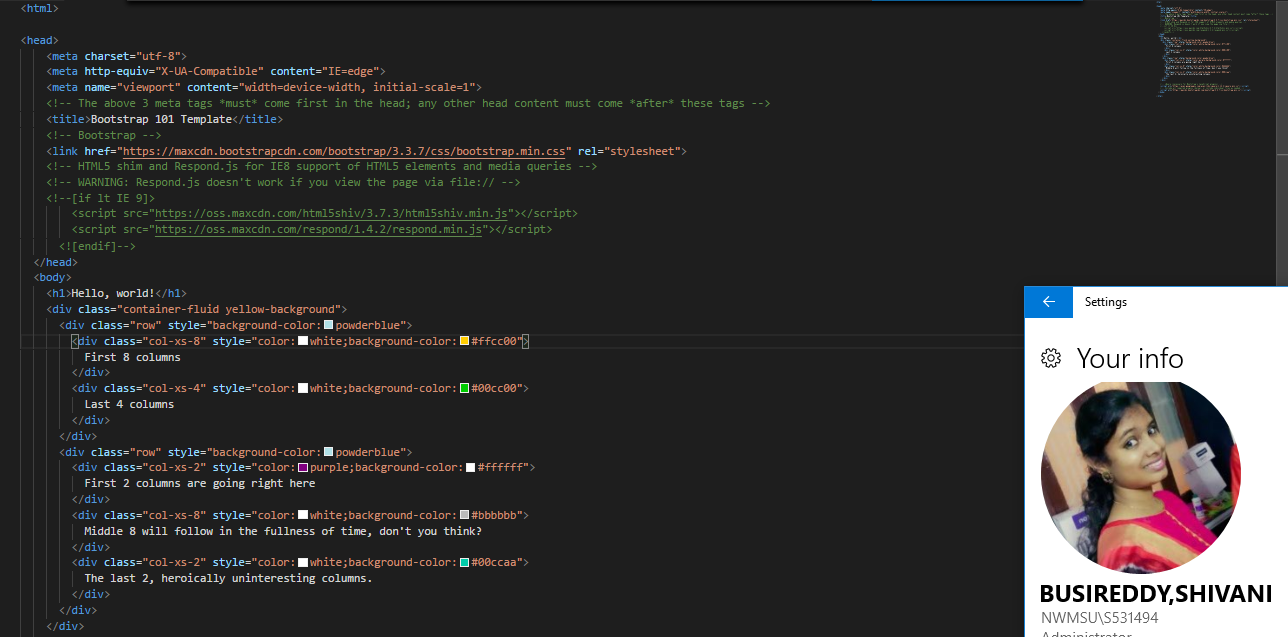 <html>
<head>
<meta charset="utf-8">
<meta http-equiv="X-UA-Compatible" content="IE=edge">
<meta name="viewport" content="width=device-width, initial-scale=1">
<!-- The above 3 meta tags *must* come first in the head; any other head content must come *after* these tags -->
<title>Bootstrap 101 Template</title>
<!-- Bootstrap -->
<link href="https://maxcdn.bootstrapcdn.com/bootstrap/3.3.7/css/bootstrap.min.css" rel="stylesheet">
<!-- HTML5 shim and Respond.js for IE8 support of HTML5 elements and media queries -->
<!-- WARNING: Respond.js doesn't work if you view the page via file:// -->
<!--[if lt IE 9]>
<script src="https://oss.maxcdn.com/html5shiv/3.7.3/html5shiv.min.js"></script>
<script src="https://oss.maxcdn.com/respond/1.4.2/respond.min.js"></script>
<![endif]-->
</head>
<body>
<h1>Hello, world!</h1>
<div class="container-fluid yellow-background">
<div class="row" style="background-color:powderblue">
<div class="col-xs-8" style="color:white;background-color:#ffcc00">
First 8 columns
</div>
<div class="col-xs-4" style="color:white;background-color:#00cc00">
Last 4 columns
</div>
</div>
<div class="row" style="background-color:powderblue">
<div class="col-xs-2" style="color:purple;background-color:#ffffff">
First 2 columns are going right here
</div>
<div class="col-xs-8" style="color:white;background-color:#bbbbbb">
Middle 8 will follow in the fullness of time, don't you think?
</div>
<div class="col-xs-2" style="color:white;background-color:#00ccaa">
The last 2, heroically uninteresting columns.
</div>
</div>
</div>
Settings
Your info
BUSIREDDY,SHIVANI
NWMSU\S531494
Administrator